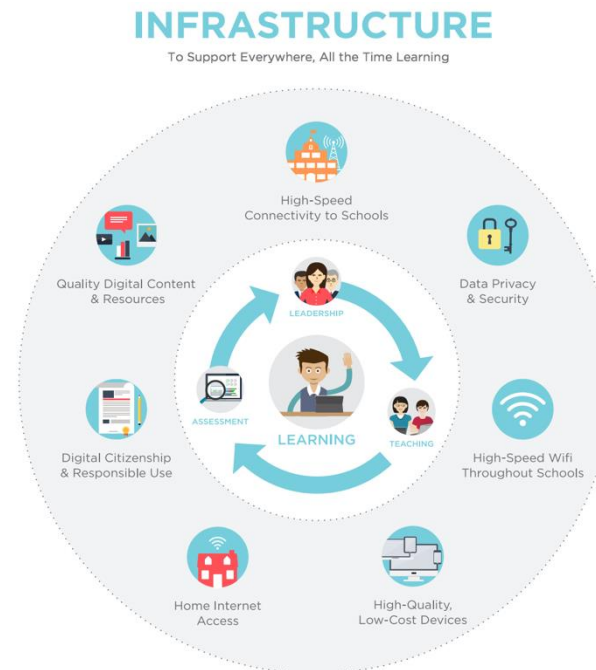 INFRASTRUCTURE
To Support Everywhere, All the Time Learning
High-Speed
Connectivity to Schools
Quality Digital Content
& Resources
Data Privacy
& Security
LEADERSHIP
ASSESSMENT
TEACHING
LEARNING
Digital Citizenship
& Responsible Use
High-Speed Wifi
Throughout Schools
Home Internet
Access
High-Quality,
Low-Cost Devices